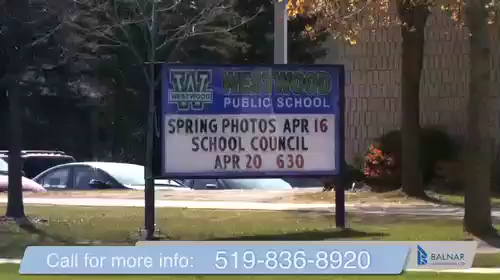 WESTWOOD
PUBLIC SCHOOL
W
WESTWOOD
SPRING PHOTOS APR 16
SCHOOL COUNCIL
APR 20 630
Call for more info: 519-836-8920
BALNAR